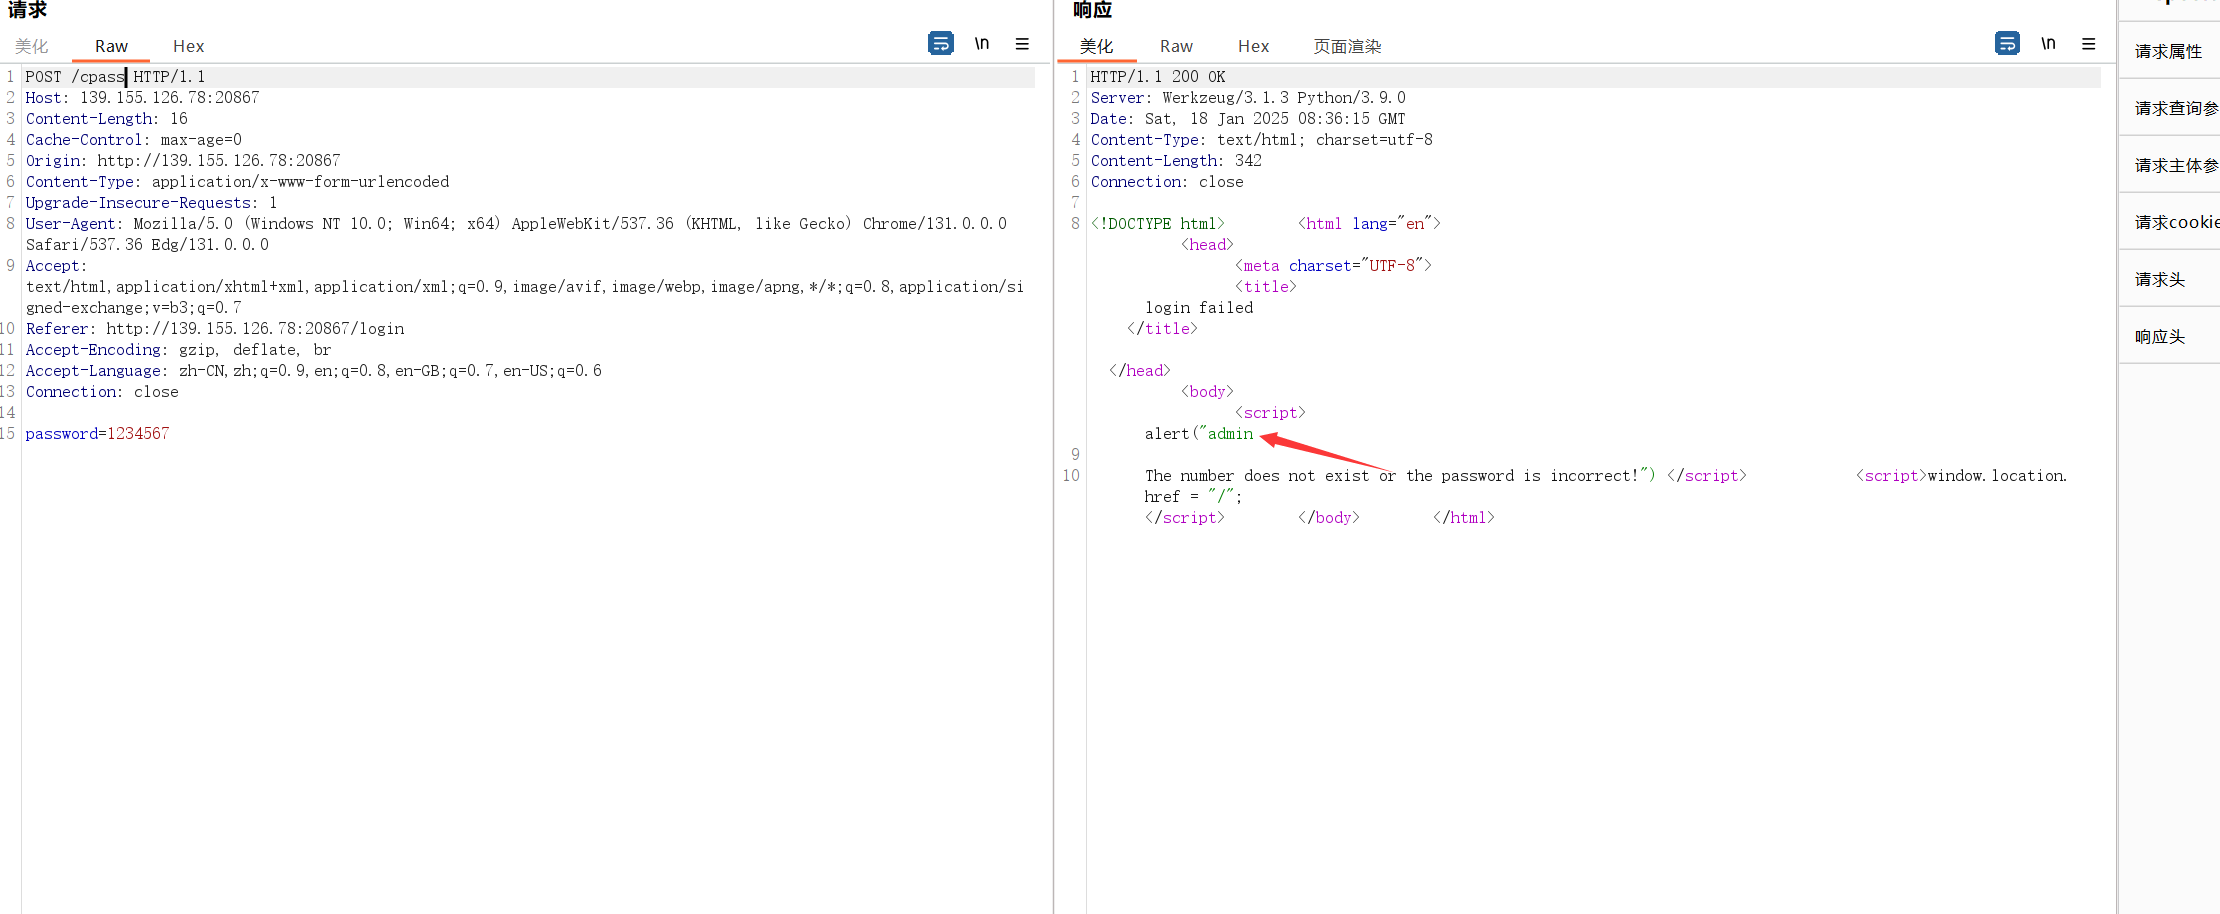 请求
美化 Raw Hex \n
1 POST /cpass HTTP/1.1
2 Host: 139.155.126.78:20867
3 Content-Length: 16
4 Cache-Control: max-age=0
5 Origin: http://139.155.126.78:20867
6 Content-Type: application/x-www-form-urlencoded
7 Upgrade-Insecure-Requests: 1
8 User-Agent: Mozilla/5.0 (Windows NT 10.0; Win64; x64) AppleWebKit/537.36 (KHTML, like Gecko) Chrome/131.0.0.0
Safari/537.36 Edg/131.0.0.0
9 Accept:
text/html,application/xhtml+xml,application/xml;q=0.9,image/avif,image/webp,image/apng,*/*;q=0.8,application/si
gned-exchange;v=b3;q=0.7
10 Referer: http://139.155.126.78:20867/login
11 Accept-Encoding: gzip, deflate, br
12 Accept-Language: zh-CN,zh;q=0.9,en;q=0.8,en-GB;q=0.7,en-US;q=0.6
13 Connection: close
14
15 password=1234567
响应
美化 Raw Hex 页面渲染 \n
1 HTTP/1.1 200 OK
2 Server: Werkzeug/3.1.3 Python/3.9.0
3 Date: Sat, 18 Jan 2025 08:36:15 GMT
4 Content-Type: text/html; charset=utf-8
5 Content-Length: 342
6 Connection: close
7
8 <!DOCTYPE html> <html lang="en">
<head>
<meta charset="UTF-8">
<title>
login failed
</title>
</head>
<body>
<script>
alert("admin
9
10 The number does not exist or the password is incorrect!") </script> <script>window.location.
href = "/";
</script> </body> </html>
请求属性
请求查询参
请求主体参
请求cookie
请求头
响应头